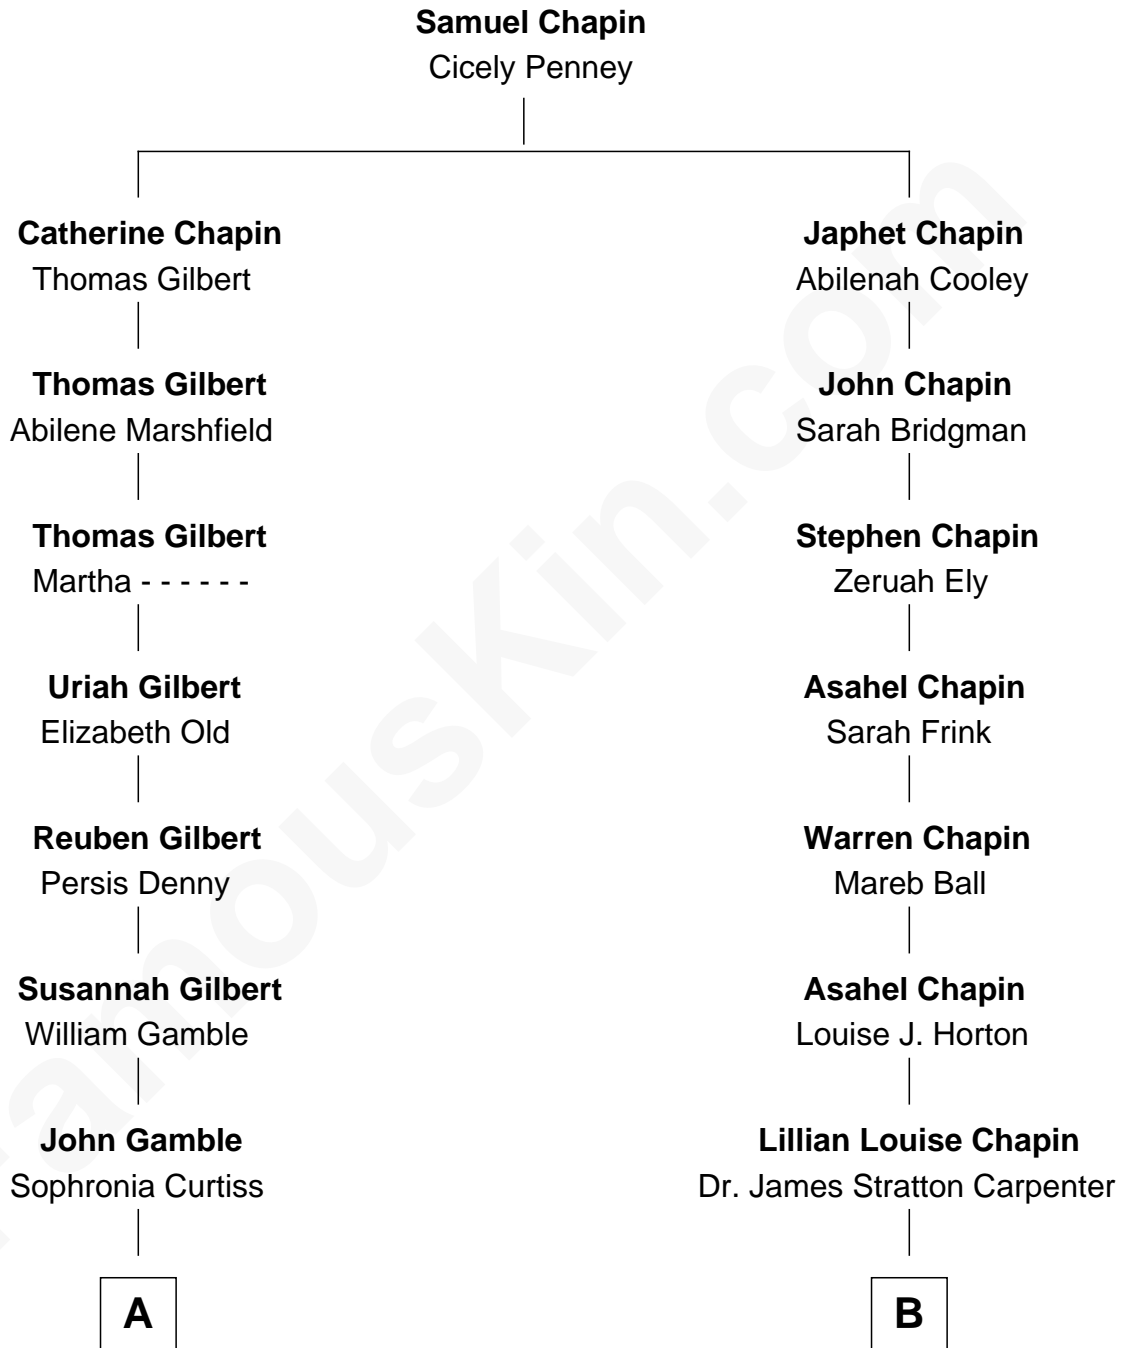 Samuel Chapin
Cicely Penney
Catherine Chapin
Thomas Gilbert
Japhet Chapin
Abilenah Cooley
Thomas Gilbert
Abilene Marshfield
John Chapin
Sarah Bridgman
Thomas Gilbert
Martha - - - - - -
Stephen Chapin
Zeruah Ely
Uriah Gilbert
Elizabeth Old
Asahel Chapin
Sarah Frink
Reuben Gilbert
Persis Denny
Warren Chapin
Mareb Ball
Susannah Gilbert
William Gamble
Asahel Chapin
Louise J. Horton
John Gamble
Sophronia Curtiss
Lillian Louise Chapin
Dr. James Stratton Carpenter
A
B
FamousKin.com